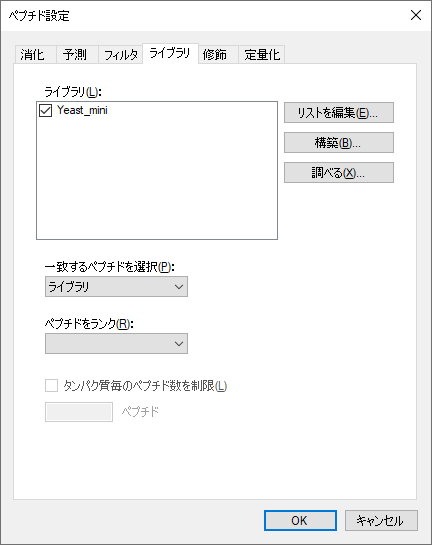 ペプチド設定
消化 予測 フィルタ ライブラリ 修飾 定量化
ライブラリ(L):
Yeast_mini
リストを編集(E)...
構築(B)...
調べる(X)...
一致するペプチドを選択(P):
ライブラリ
ペプチドをランク(R):
タンパク質毎のペプチド数を制限(L)
ペプチド
OK キャンセル